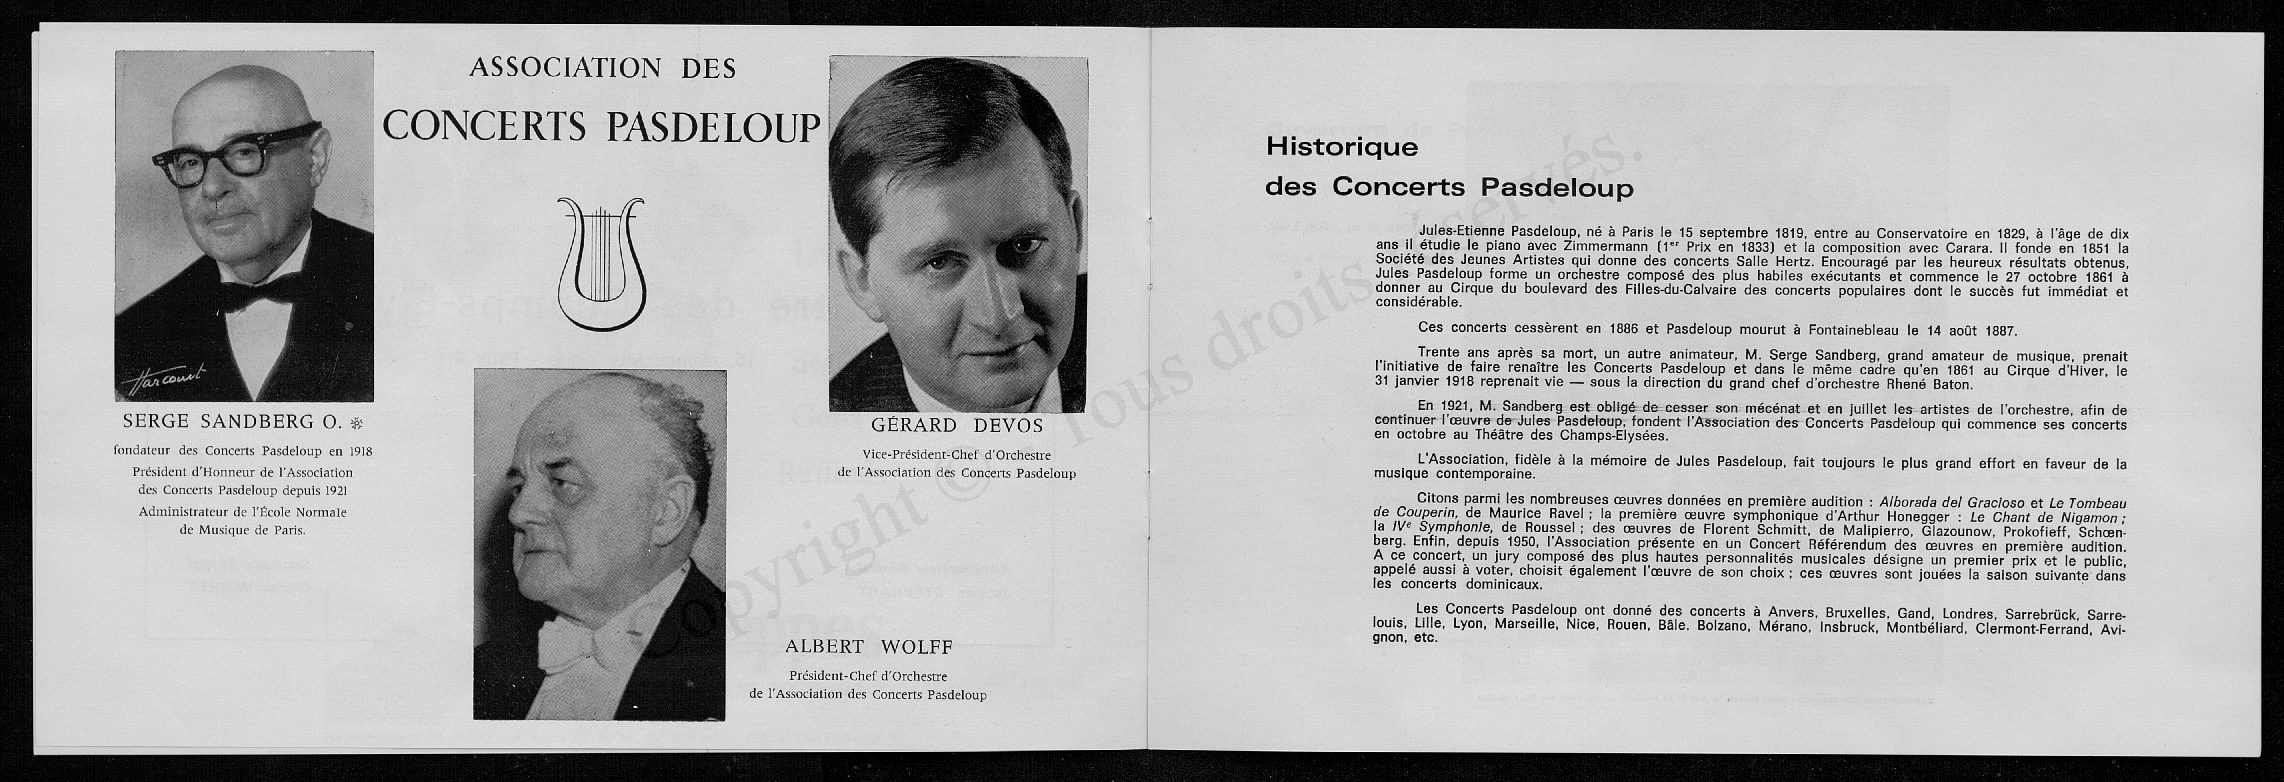 ASSOCIATION DES
CONCERTS PASDELOUP
Harcourt
SERGE SANDBERG O. ❊
fondateur des Concerts Pasdeloup en 1918
Président d'Honneur de l'Association
des Concerts Pasdeloup depuis 1921
Administrateur de l'École Normale
de Musique de Paris.
GÉRARD DEVOS
Vice-Président-Chef d'Orchestre
de l'Association des Concerts Pasdeloup
ALBERT WOLFF
Président-Chef d'Orchestre
de l'Association des Concerts Pasdeloup
Historique
des Concerts Pasdeloup
Jules-Etienne Pasdeloup, né à Paris le 15 septembre 1819, entre au Conservatoire en 1829, à l'âge de dix
ans il étudie le piano avec Zimmermann (1er Prix en 1833) et la composition avec Carara. Il fonde en 1851 la
Société des Jeunes Artistes qui donne des concerts Salle Hertz. Encouragé par les heureux résultats obtenus,
Jules Pasdeloup forme un orchestre composé des plus habiles exécutants et commence le 27 octobre 1861 à
donner au Cirque du boulevard des Filles-du-Calvaire des concerts populaires dont le succès fut immédiat et
considérable.
Ces concerts cessèrent en 1886 et Pasdeloup mourut à Fontainebleau le 14 août 1887.
Trente ans après sa mort, un autre animateur, M. Serge Sandberg, grand amateur de musique, prenait
l'initiative de faire renaître les Concerts Pasdeloup et dans le même cadre qu'en 1861 au Cirque d'Hiver, le
31 janvier 1918 reprenait vie — sous la direction du grand chef d'orchestre Rhené Baton.
En 1921, M. Sandberg est obligé de cesser son mécénat et en juillet les artistes de l'orchestre, afin de
continuer l'œuvre de Jules Pasdeloup, fondent l'Association des Concerts Pasdeloup qui commence ses concerts
en octobre au Théâtre des Champs-Elysées.
L'Association, fidèle à la mémoire de Jules Pasdeloup, fait toujours le plus grand effort en faveur de la
musique contemporaine.
Citons parmi les nombreuses œuvres données en première audition : Alborada del Gracioso et Le Tombeau
de Couperin, de Maurice Ravel ; la première œuvre symphonique d'Arthur Honegger : Le Chant de Nigamon ;
la IVe Symphonie, de Roussel ; des œuvres de Florent Schmitt, de Malipierro, Glazounow, Prokofieff, Schœn-
berg. Enfin, depuis 1950, l'Association présente en un Concert Référendum des œuvres en première audition.
A ce concert, un jury composé des plus hautes personnalités musicales désigne un premier prix et le public,
appelé aussi à voter, choisit également l'œuvre de son choix ; ces œuvres sont jouées la saison suivante dans
les concerts dominicaux.
Les Concerts Pasdeloup ont donné des concerts à Anvers, Bruxelles, Gand, Londres, Sarrebrück, Sarre-
louis, Lille, Lyon, Marseille, Nice, Rouen, Bâle. Bolzano, Mérano, Insbruck, Montbéliard, Clermont-Ferrand, Avi-
gnon, etc.
Copyright © Tous droits réservés.